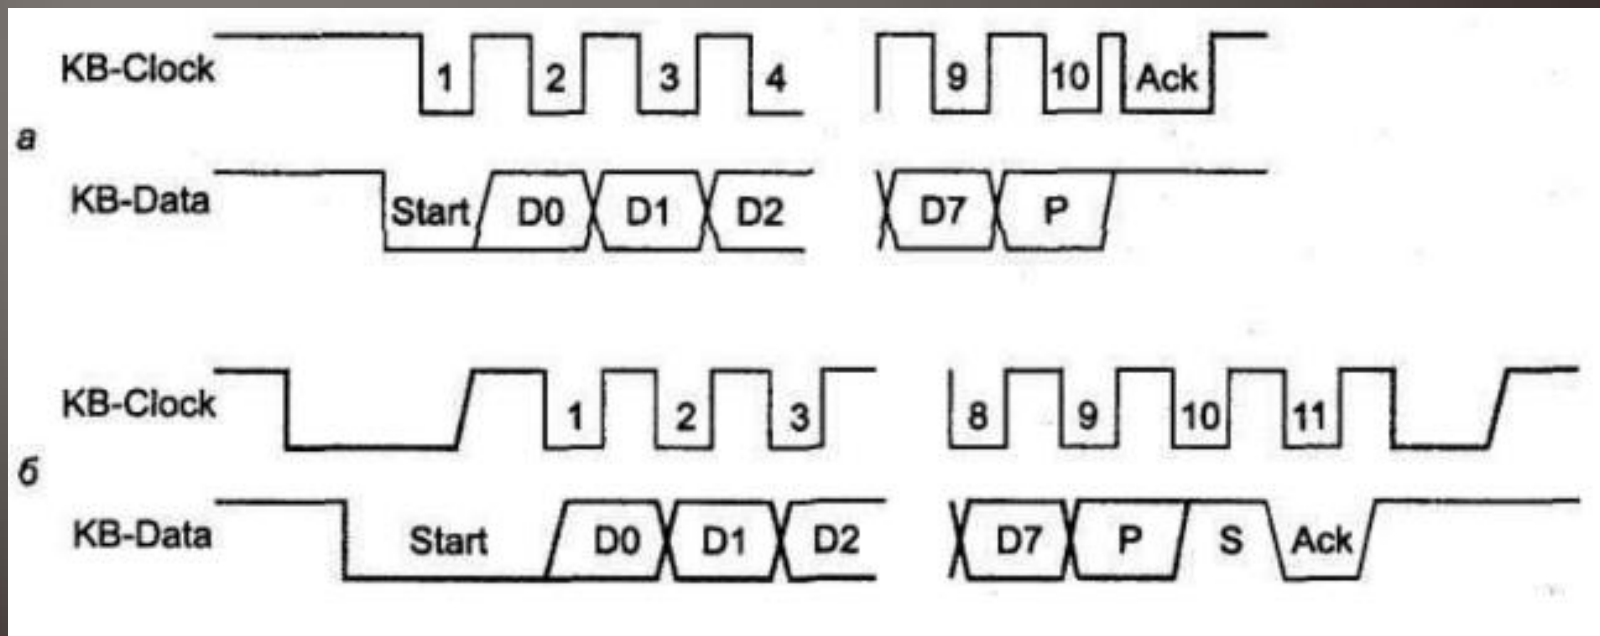 KB-Clock 1 2 3 4 9 10 Ack
а
KB-Data Start D0 D1 D2 D7 P
KB-Clock 1 2 3 8 9 10 11
б
KB-Data Start D0 D1 D2 D7 P S Ack